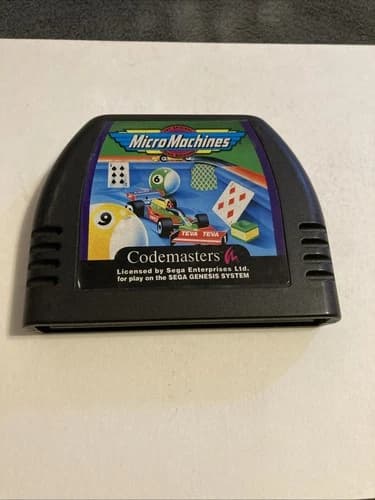 Micro Machines
6
9
TEVA TEVA
Codemasters
Licensed by Sega Enterprises Ltd.
for play on the SEGA GENESIS SYSTEM